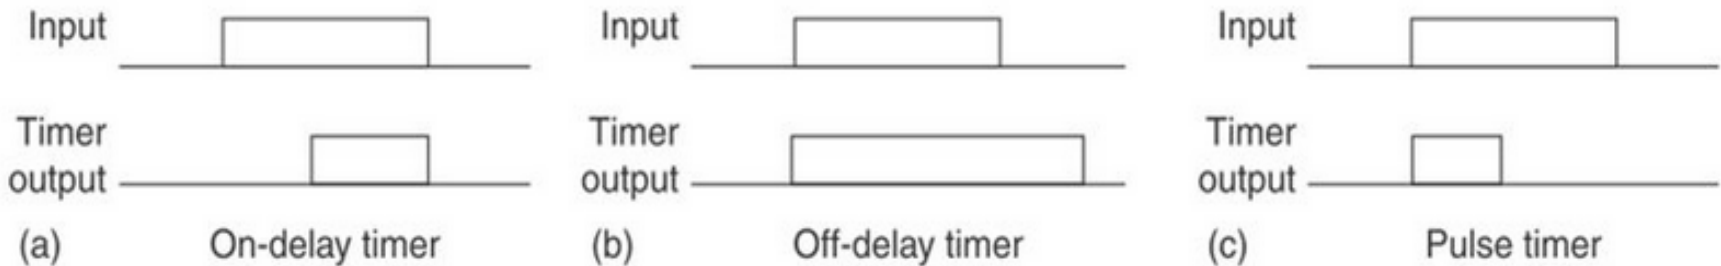 Input
Timer
output
(a) On-delay timer
Input
Timer
output
(b) Off-delay timer
Input
Timer
output
(c) Pulse timer